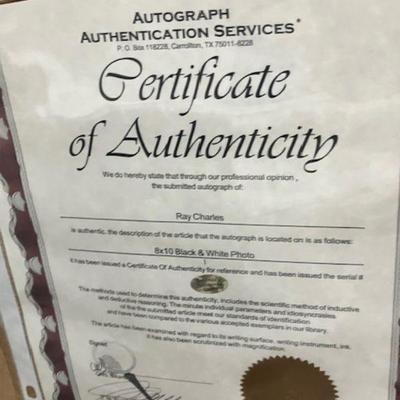 AUTOGRAPH
AUTHENTICATION SERVICES
P. O. Box 118228, Carrollton, TX 75011-8228
Certificate
of Authenticity
We do hereby state that through our professional opinion ,
the submitted autograph of:
Ray Charles
is authentic. the description of the article that the autograph is located on is as follows:
8x10 Black & White Photo
It has been issued a Certificate Of Authenticity for reference and has been issued the serial #
The methods used to determine this authenticity, includes the scientific method of inductive
and deductive reasoning. The minute individual parameters and idiosyncrasies
of the the submitted article meet our standards of identification
and have been compared to the various accepted exemplars in our library.
The article has been examined with regard to its writing surface, writing instrument, ink.
It has also been scrutinized with magnification.
Signed